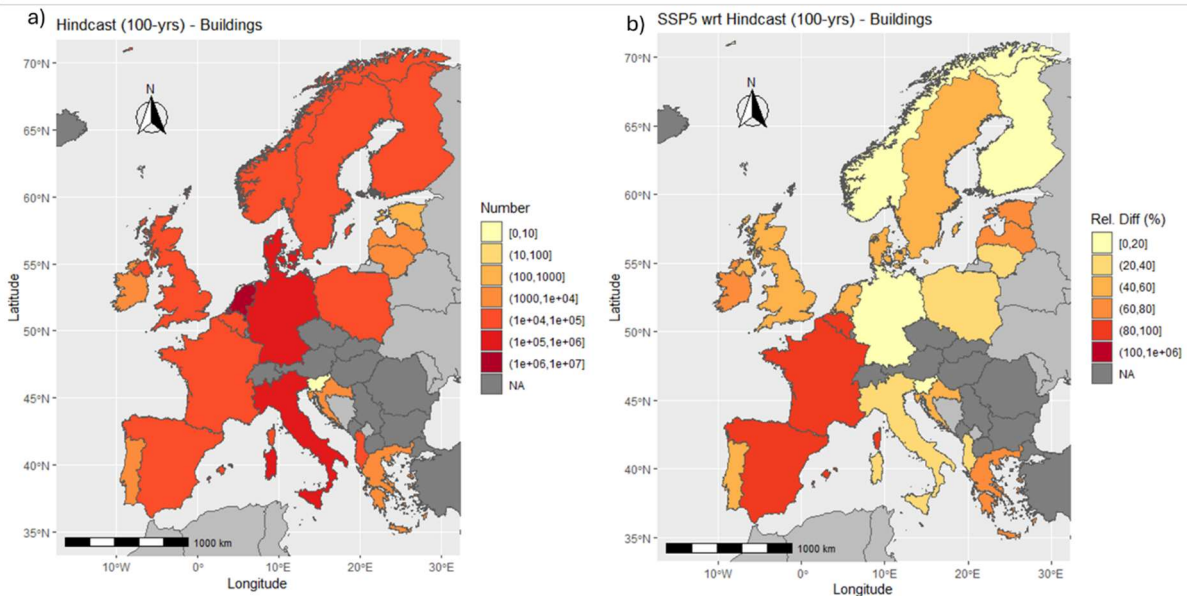 a)
Hindcast (100-yrs) - Buildings
70°N
65°N
60°N
55°N
50°N
45°N
40°N
35°N
Latitude
N
1000 km
10°W
0°
10°E
20°E
30°E
Longitude
Number
[0,10]
(10,100]
(100,1000]
(1000,1e+04]
(1e+04,1e+05]
(1e+05,1e+06]
(1e+06,1e+07]
NA
b)
SSP5 wrt Hindcast (100-yrs) - Buildings
70°N
65°N
60°N
55°N
50°N
45°N
40°N
35°N
Latitude
N
1000 km
10°W
0°
10°E
20°E
30°E
Longitude
Rel. Diff (%)
[0,20]
(20,40]
(40,60]
(60,80]
(80,100]
(100,1e+06]
NA